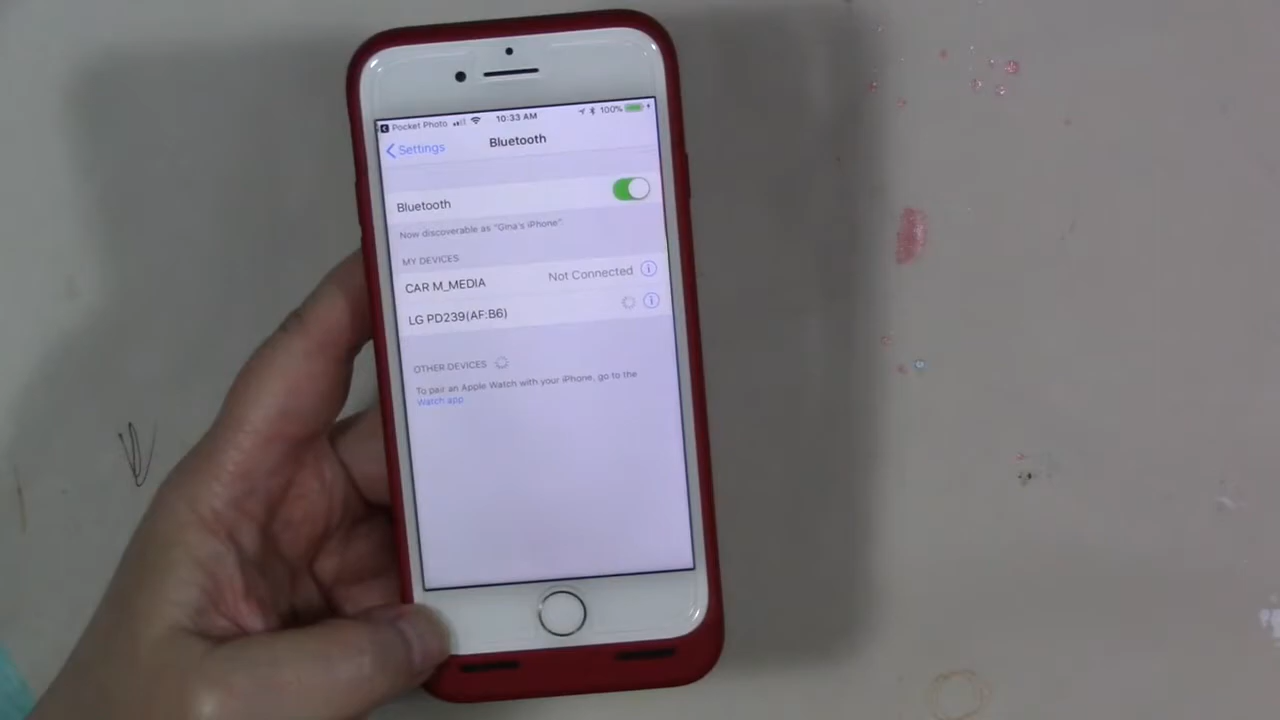 Pocket Photo 10:33 AM 100%
Settings Bluetooth
Bluetooth
Now discoverable as "Gina's iPhone".
MY DEVICES
CAR M_MEDIA Not Connected
LG PD239(AF:B6)
OTHER DEVICES
To pair an Apple Watch with your iPhone, go to the
Watch app.